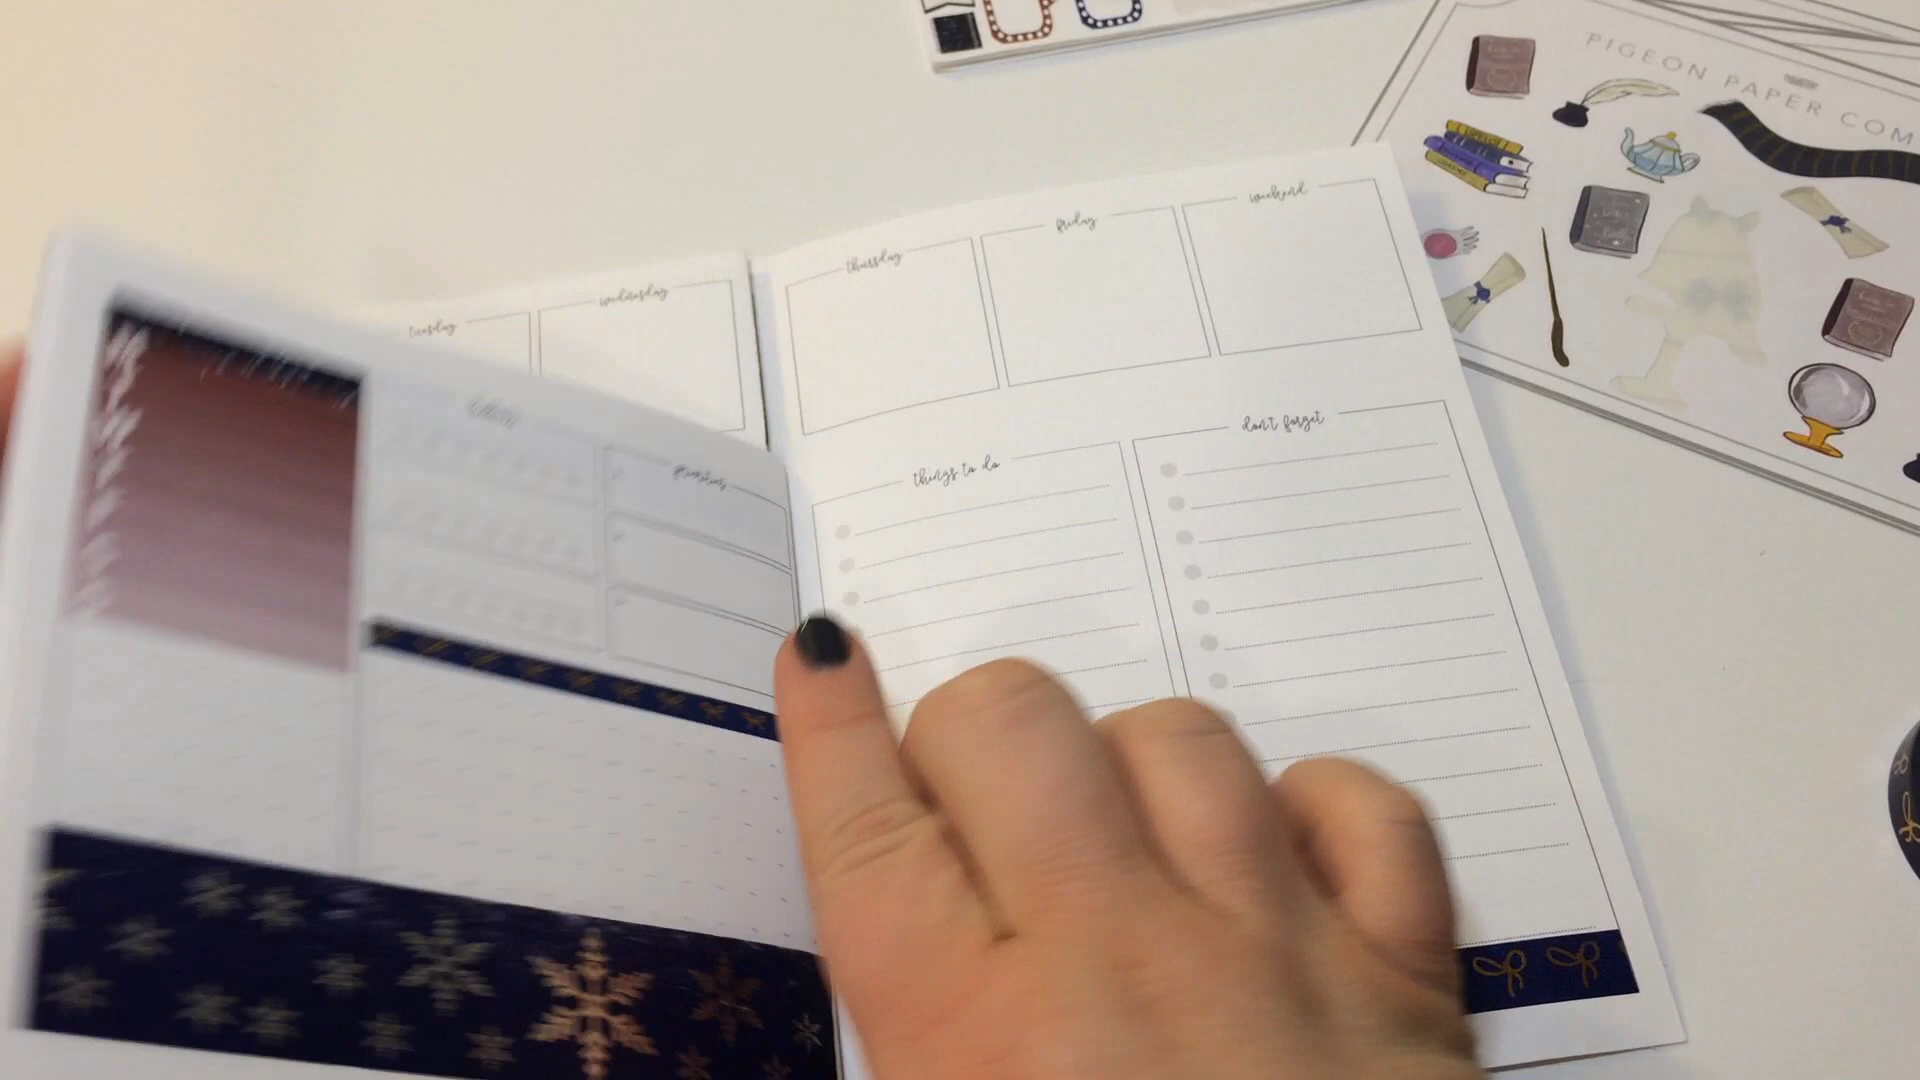 PIGEON PAPER COM
tuesday
wednesday
thursday
friday
weekend
things to do
don't forget